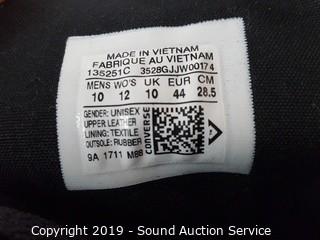 MADE IN VIETNAM
FABRIQUE AU VIETNAM
135251C 3528GJJW00174
MENS WO'S UK EUR CM
10 12 10 44 28.5
GENDER: UNISEX
UPPER:LEATHER
LINING: TEXTILE
OUTSOLE: RUBBER
9A 1711 M8B
CONVERSE
Copyright 2019 - Sound Auction Service